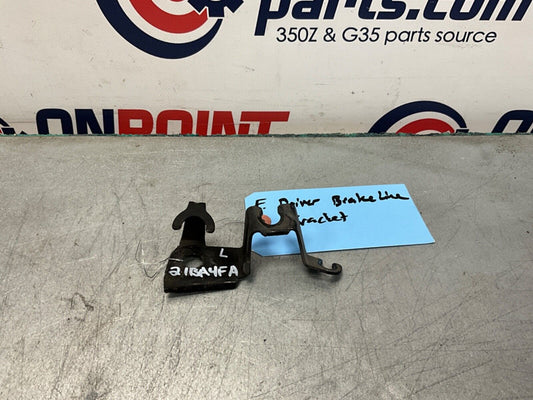 parts.com
350Z & G35 parts source
ONPOINT
F Driver Brake Line
Bracket
L
21BA4FA